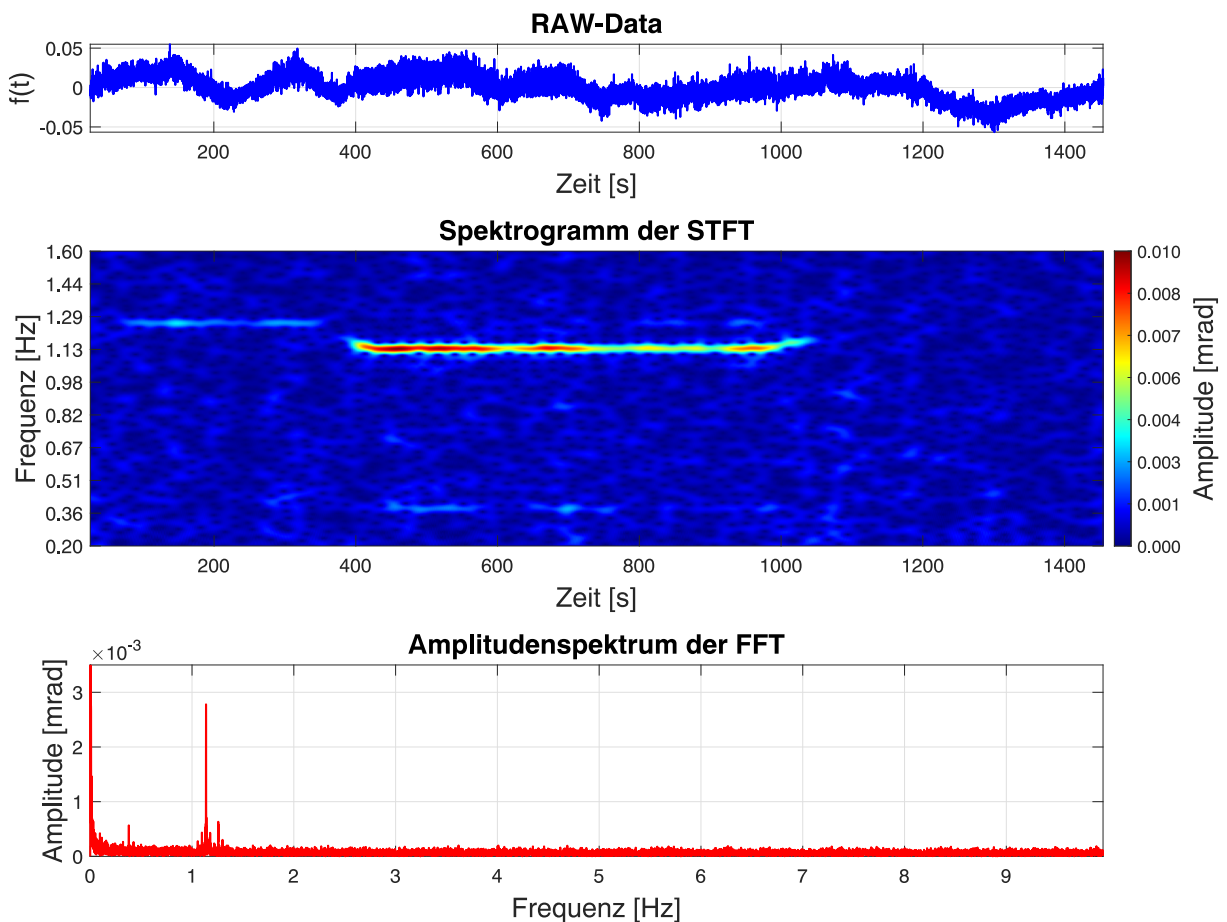 RAW-Data
0.05
0
-0.05
f(t)
200 400 600 800 1000 1200 1400
Zeit [s]
Spektrogramm der STFT
1.60
1.44
1.29
1.13
0.98
0.82
0.67
0.51
0.36
0.20
Frequenz [Hz]
200 400 600 800 1000 1200 1400
Zeit [s]
0.010
0.009
0.007
0.006
0.004
0.003
0.001
0.000
Amplitude [mrad]
Amplitudenspektrum der FFT
×10-3
3
2
1
0
Amplitude [mrad]
0 1 2 3 4 5 6 7 8 9
Frequenz [Hz]